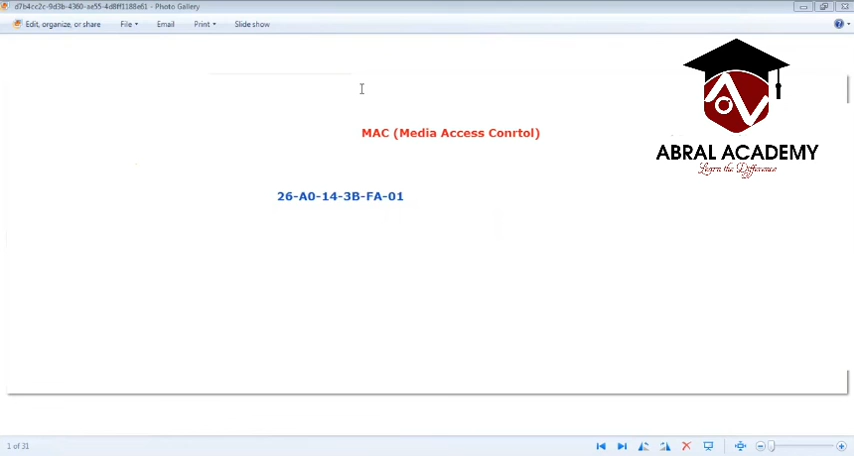 d7b4cc2c-9d3b-4360-ae55-4d8ff1188e61 - Photo Gallery
Edit, organize, or share File Email Print Slide show
ABRAL ACADEMY
Learn the Difference
MAC (Media Access Conrtol)
26-A0-14-3B-FA-01
1 of 31